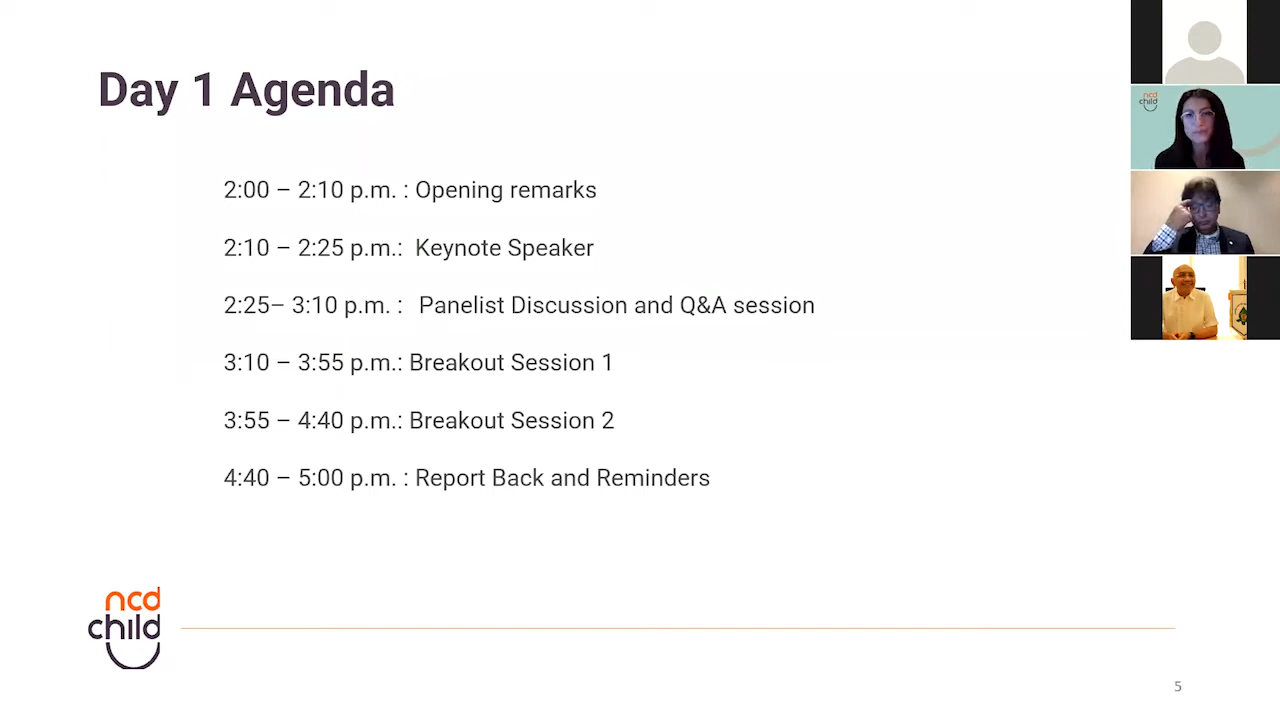 Day 1 Agenda
2:00 – 2:10 p.m. : Opening remarks
2:10 – 2:25 p.m.: Keynote Speaker
2:25– 3:10 p.m. : Panelist Discussion and Q&A session
3:10 – 3:55 p.m.: Breakout Session 1
3:55 – 4:40 p.m.: Breakout Session 2
4:40 – 5:00 p.m. : Report Back and Reminders
ncd
child
5
ncd
child